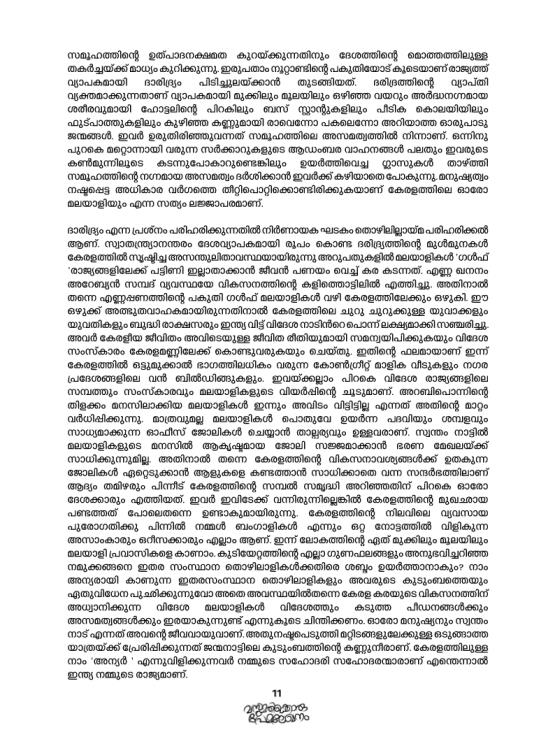 സമൂഹത്തിന്റെ ഉത്പാദനക്ഷമത കുറയ്ക്കുന്നതിനും ദേശത്തിന്റെ മൊത്തത്തിലുള്ള
തകർച്ചയ്ക്ക് മാധ്യം കുറിക്കുന്നു. ഇരുപതാം നൂറ്റാണ്ടിന്റെ പകുതിയോട് കൂടെയാണ് രാജ്യത്ത്
വ്യാപകമായി ദാരിദ്ര്യം പിടിച്ചുലയ്ക്കാൻ തുടങ്ങിയത്. ദരിദ്രത്തിന്റെ വ്യാപ്തി
വ്യക്തമാക്കുന്നതാണ് വ്യാപകമായി മുക്കിലും മൂലയിലും ഒഴിഞ്ഞ വയറും അർദ്ധനഗ്നമായ
ശരീരവുമായി ഹോട്ടലിന്റെ പിറകിലും ബസ് സ്റ്റാന്റുകളിലും പീടിക കൊലയിയിലും
ഫുട്പാത്തുകളിലും കുഴിഞ്ഞ കണ്ണുമായി രാവെന്നോ പകലെന്നോ അറിയാത്ത ഓരുപാടു
ജന്മങ്ങൾ. ഇവർ ഉരുതിരിഞ്ഞുവന്നത് സമൂഹത്തിലെ അസമത്വത്തിൽ നിന്നാണ്. ഒന്നിനു
പുറകെ മറ്റൊന്നായി വരുന്ന സർക്കാറുകളുടെ ആഡംബര വാഹനങ്ങൾ പലതും ഇവരുടെ
കൺമുന്നിലൂടെ കടന്നുപോകാറുണ്ടെങ്കിലും ഉയർത്തിവെച്ച ഗ്ലാസുകൾ താഴ്ത്തി
സമൂഹത്തിന്റെ നഗ്നമായ അസമത്വം ദർശിക്കാൻ ഇവർക്ക് കഴിയാതെ പോകുന്നു. മനുഷ്യത്വം
നഷ്ടപ്പെട്ട അധികാര വർഗത്തെ തീറ്റിപൊറ്റിക്കൊണ്ടിരിക്കുകയാണ് കേരളത്തിലെ ഓരോ
മലയാളിയും എന്ന സത്യം ലജ്ജാപരമാണ്.
ദാരിദ്ര്യം എന്ന പ്രശ്നം പരിഹരിക്കുന്നതിൽ നിർണായക ഘടകം തൊഴിലില്ലായ്മ പരിഹരിക്കൽ
ആണ്. സ്വാതന്ത്ര്യാനന്തരം ദേശവ്യാപകമായി രൂപം കൊണ്ട ദരിദ്ര്യത്തിന്റെ മുൾമുനകൾ
കേരളത്തിൽ സൃഷ്ടിച്ച അസന്തുലിതാവസ്ഥയായിരുന്നു അറുപതുകളിൽ മലയാളികൾ 'ഗൾഫ്
'രാജ്യങ്ങളിലേക്ക് പട്ടിണി ഇല്ലാതാക്കാൻ ജീവൻ പണയം വെച്ച് കര കടന്നത്. എണ്ണ ഖനനം
അറേബ്യൻ സമ്പദ് വ്യവസ്ഥയേ വികസനത്തിന്റെ കളിത്തൊട്ടിലിൽ എത്തിച്ചു. അതിനാൽ
തന്നെ എണ്ണപ്പണത്തിന്റെ പകുതി ഗൾഫ് മലയാളികൾ വഴി കേരളത്തിലേക്കും ഒഴുകി. ഈ
ഒഴുക്ക് അത്ഭുതവാഹകമായിരുന്നതിനാൽ കേരളത്തിലെ ചുറു ചുറുക്കുള്ള യുവാക്കളും
യുവതികളും ബുദ്ധി രാക്ഷസരും ഇന്ത്യ വിട്ട് വിദേശ നാടിൻറെ പൊന്ന് ലക്ഷ്യമാക്കി സഞ്ചരിച്ചു.
അവർ കേരളീയ ജീവിതം അവിടെയുള്ള ജീവിത രീതിയുമായി സമന്വയിപ്പിക്കുകയും വിദേശ
സംസ്കാരം കേരളമണ്ണിലേക്ക് കൊണ്ടുവരുകയും ചെയ്തു. ഇതിന്റെ ഫലമായാണ് ഇന്ന്
കേരളത്തിൽ ഒട്ടുമുക്കാൽ ഭാഗത്തിലധികം വരുന്ന കോൺഗ്രീറ്റ് മാളിക വീടുകളും നഗര
പ്രദേശങ്ങളിലെ വൻ ബിൽഡിങ്ങുകളും. ഇവയ്ക്കല്ലാം പിറകെ വിദേശ രാജ്യങ്ങളിലെ
സമ്പത്തും സംസ്കാരവും മലയാളികളുടെ വിയർപ്പിന്റെ ചൂടുമാണ്. അറബിപൊന്നിന്റെ
തിളക്കം മനസിലാക്കിയ മലയാളികൾ ഇന്നും അവിടം വിട്ടിട്ടില്ല എന്നത് അതിന്റെ മാറ്റം
വർധിപ്പിക്കുന്നു. മാത്രവുമല്ല മലയാളികൾ പൊതുവേ ഉയർന്ന പദവിയും ശമ്പളവും
സാധ്യമാക്കുന്ന ഓഫീസ് ജോലികൾ ചെയ്യാൻ താല്പര്യവും ഉള്ളവരാണ്. സ്വന്തം നാട്ടിൽ
മലയാളികളുടെ മനസിൽ ആകൃഷ്ടമായ ജോലി സജ്ജമാക്കാൻ ഭരണ മേഖലയ്ക്ക്
സാധിക്കുന്നുമില്ല. അതിനാൽ തന്നെ കേരളത്തിന്റെ വികസനാവശ്യങ്ങൾക്ക് ഉതകുന്ന
ജോലികൾ ഏറ്റെടുക്കാൻ ആളുകളെ കണ്ടത്താൻ സാധിക്കാതെ വന്ന സന്ദർഭത്തിലാണ്
ആദ്യം തമിഴരും പിന്നീട് കേരളത്തിന്റെ സമ്പൽ സമൃദ്ധി അറിഞ്ഞതിന് പിറകെ ഓരോ
ദേശക്കാരും എത്തിയത്. ഇവർ ഇവിടേക്ക് വന്നിരുന്നില്ലെങ്കിൽ കേരളത്തിന്റെ മുഖഛായ
പണ്ടത്തത് പോലെതന്നെ ഉണ്ടാകുമായിരുന്നു. കേരളത്തിന്റെ നിലവിലെ വ്യവസായ
പുരോഗതിക്കു പിന്നിൽ നമ്മൾ ബംഗാളികൾ എന്നും ഒറ്റ നോട്ടത്തിൽ വിളികുന്ന
അസാംകാരും ഒറീസക്കാരും എല്ലാം ആണ്. ഇന്ന് ലോകത്തിന്റെ ഏത് മുക്കിലും മൂലയിലും
മലയാളി പ്രവാസികളെ കാണാം. കുടിയേറ്റത്തിന്റെ എല്ലാ ഗുണഫലങ്ങളും അനുഭവിച്ചറിഞ്ഞ
നമുക്കങ്ങനെ ഇതര സംസ്ഥാന തൊഴിലാളികൾക്കതിരെ ശബ്ദം ഉയർത്താനാകും? നാം
അന്യരായി കാണുന്ന ഇതരസംസ്ഥാന തൊഴിലാളികളും അവരുടെ കുടുംബത്തെയും
ഏതുവിധേന പുഛിക്കുന്നുവോ അതെ അവസ്ഥയിൽതന്നെ കേരള കരയുടെ വികസനത്തിന്
അധ്വാനിക്കുന്ന വിദേശ മലയാളികൾ വിദേശത്തും കടുത്ത പീഡനങ്ങൾക്കും
അസമത്വങ്ങൾക്കും ഇരയാകുന്നുണ്ട് എന്നുകൂടെ ചിന്തിക്കണം. ഓരോ മനുഷ്യനും സ്വന്തം
നാട് എന്നത് അവന്റെ ജീവവായുവാണ്. അതുനഷ്ടപെടുത്തി മറ്റിടങ്ങളുലേക്കുള്ള ഒടുങ്ങാത്ത
യാത്രയ്ക്ക് പ്രേരിപ്പിക്കുന്നത് ജന്മനാട്ടിലെ കുടുംബത്തിന്റെ കണ്ണുനീരാണ്. കേരളത്തിലുള്ള
നാം 'അന്യർ ' എന്നുവിളിക്കുന്നവർ നമ്മുടെ സഹോദരി സഹോദരന്മാരാണ് എന്തെന്നാൽ
ഇന്ത്യ നമ്മുടെ രാജ്യമാണ്.
11